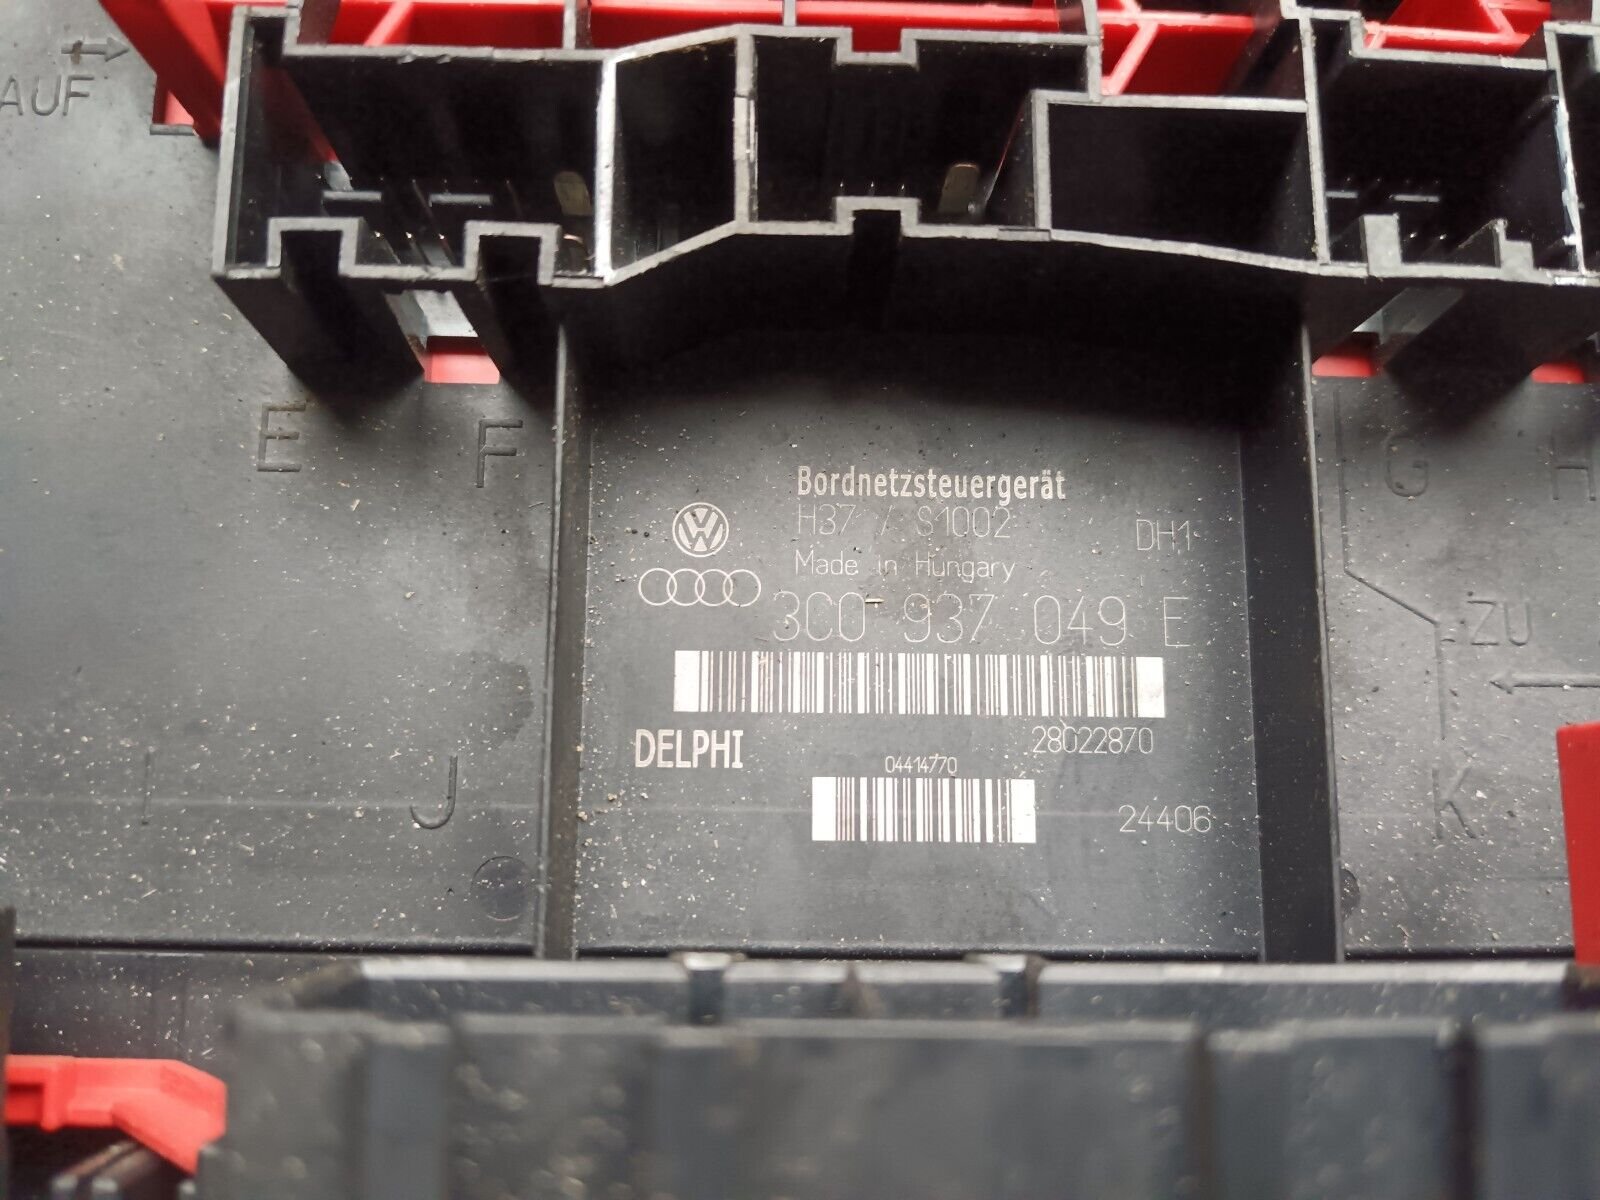 AUF
E F G H
Bordnetzsteuergerät
H37 / S1002 DH1
Made in Hungary
3C0 937 049 E
ZU
DELPHI 28022870
04414770
I J K
24406